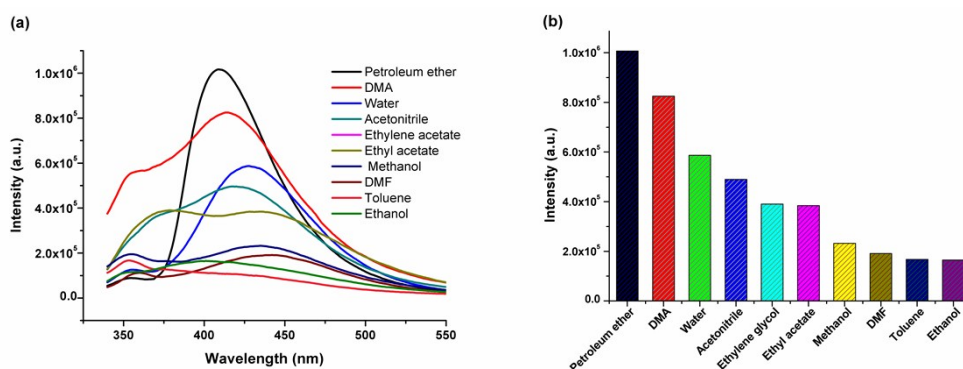 (a)
Intensity (a.u.)
1.0x10⁶
8.0x10⁵
6.0x10⁵
4.0x10⁵
2.0x10⁵
0.0
350 400 450 500 550
Wavelength (nm)
Petroleum ether
DMA
Water
Acetonitrile
Ethylene acetate
Ethyl acetate
Methanol
DMF
Toluene
Ethanol
(b)
Intensity (a.u.)
1.0x10⁶
8.0x10⁵
6.0x10⁵
4.0x10⁵
2.0x10⁵
0.0
Petroleum ether
DMA
Water
Acetonitrile
Ethylene glycol
Ethyl acetate
Methanol
DMF
Toluene
Ethanol